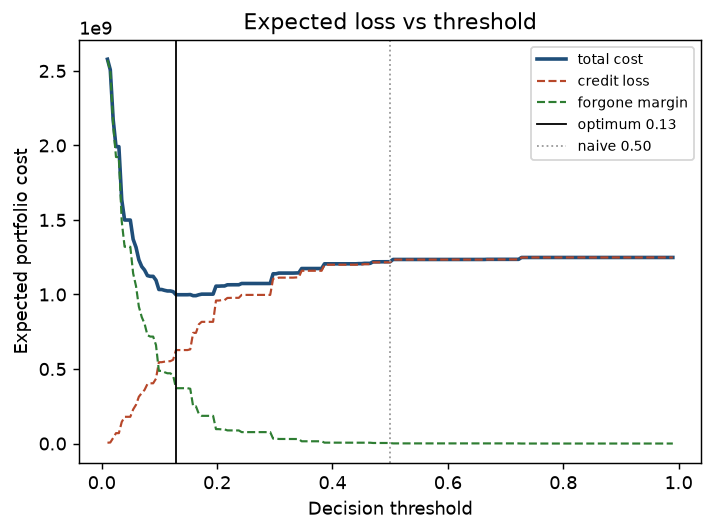 Expected loss vs threshold
1e9
total cost
credit loss
forgone margin
optimum 0.13
naive 0.50
Expected portfolio cost
2.5
2.0
1.5
1.0
0.5
0.0
0.0 0.2 0.4 0.6 0.8 1.0
Decision threshold